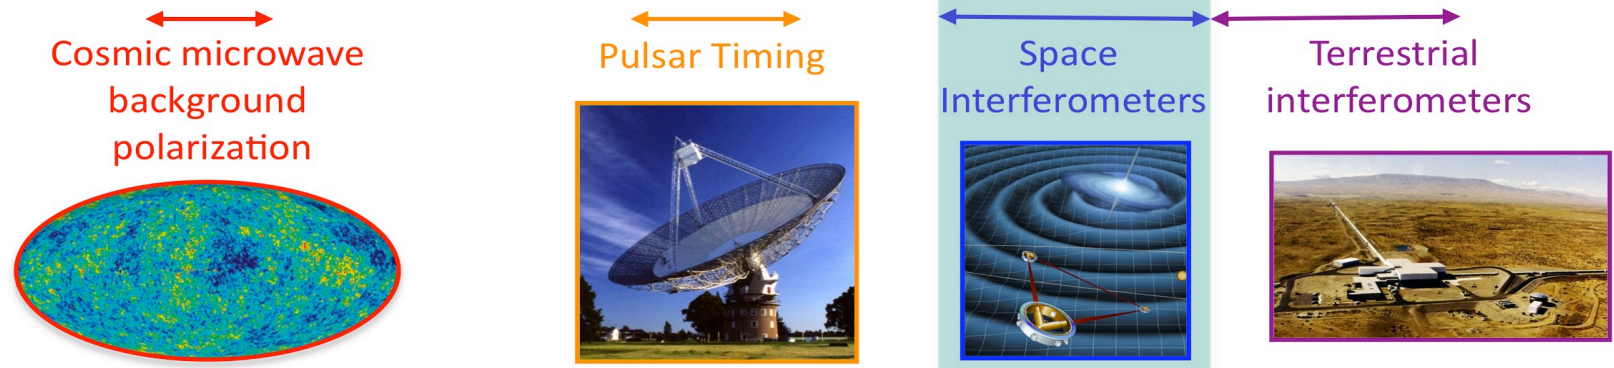 Cosmic microwave
background
polarization
Pulsar Timing
Space
Interferometers
Terrestrial
interferometers